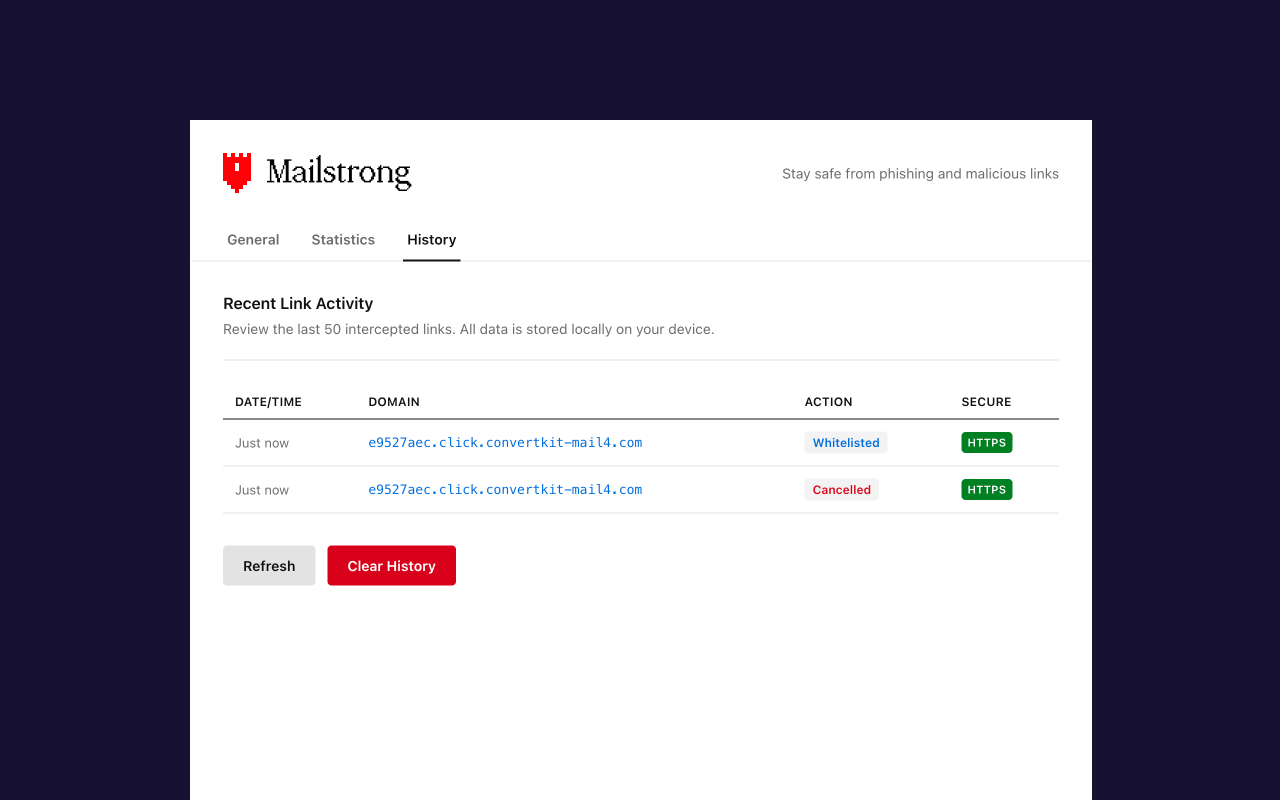 Mailstrong
Stay safe from phishing and malicious links
General Statistics History
Recent Link Activity
Review the last 50 intercepted links. All data is stored locally on your device.
DATE/TIME DOMAIN ACTION SECURE
Just now e9527aec.click.convertkit-mail4.com Whitelisted HTTPS
Just now e9527aec.click.convertkit-mail4.com Cancelled HTTPS
Refresh Clear History